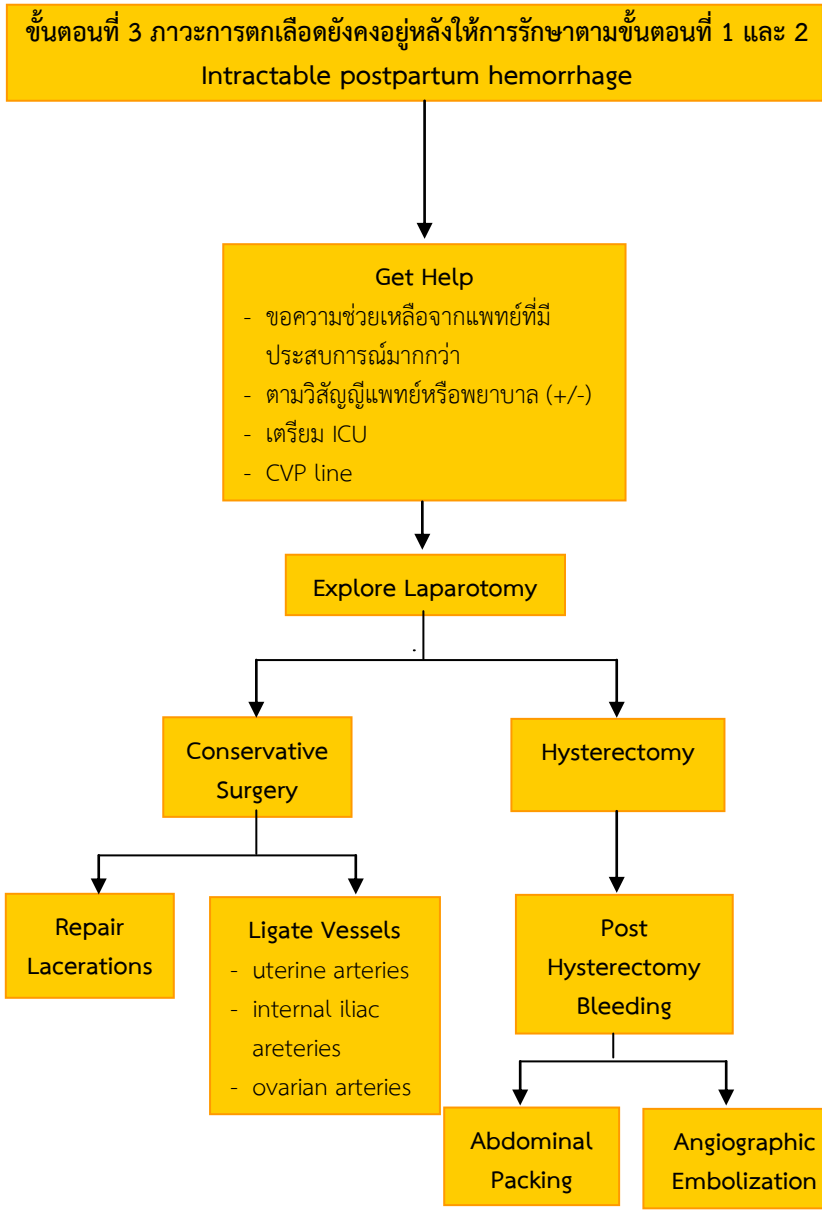 ขั้นตอนที่ 3 ภาวะการตกเลือดยังคงอยู่หลังให้การรักษาตามขั้นตอนที่ 1 และ 2
Intractable postpartum hemorrhage
Get Help
- ขอความช่วยเหลือจากแพทย์ที่มี
ประสบการณ์มากกว่า
- ตามวิสัญญีแพทย์หรือพยาบาล (+/-)
- เตรียม ICU
- CVP line
Explore Laparotomy
Conservative
Surgery
Hysterectomy
Repair
Lacerations
Ligate Vessels
- uterine arteries
- internal iliac
areteries
- ovarian arteries
Post
Hysterectomy
Bleeding
Abdominal
Packing
Angiographic
Embolization